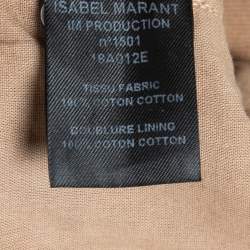 ISABEL MARANT
IM PRODUCTION
n°1501
18A012E
TISSU FABRIC
100% COTON COTTON
DOUBLURE LINING
100% COTON COTTON